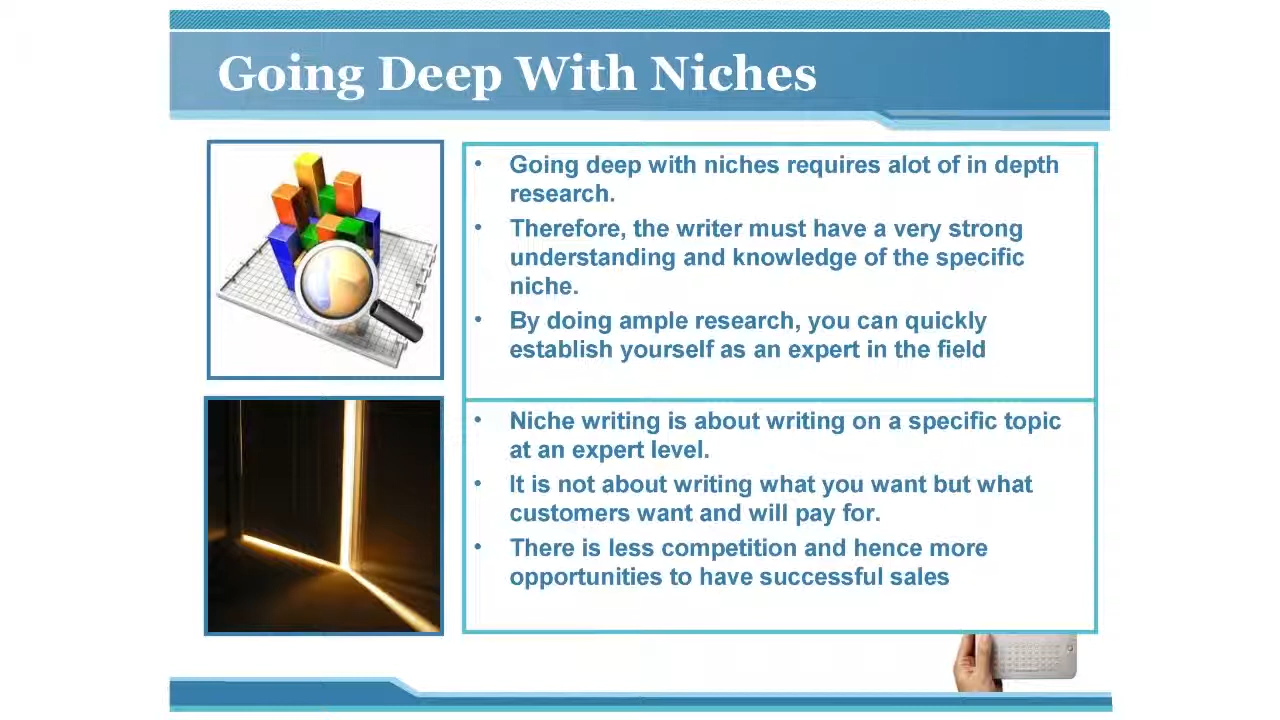 Going Deep With Niches
• Going deep with niches requires alot of in depth
research.
• Therefore, the writer must have a very strong
understanding and knowledge of the specific
niche.
• By doing ample research, you can quickly
establish yourself as an expert in the field
• Niche writing is about writing on a specific topic
at an expert level.
• It is not about writing what you want but what
customers want and will pay for.
• There is less competition and hence more
opportunities to have successful sales